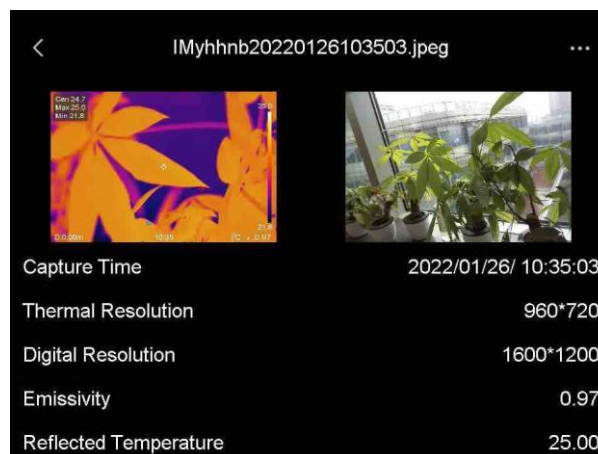 IMyhhnb20220126103503.jpeg
Cen 24.7
Max 25.0
Min 21.8
25.0
21.8
10:35
Capture Time 2022/01/26/ 10:35:03
Thermal Resolution 960*720
Digital Resolution 1600*1200
Emissivity 0.97
Reflected Temperature 25.00